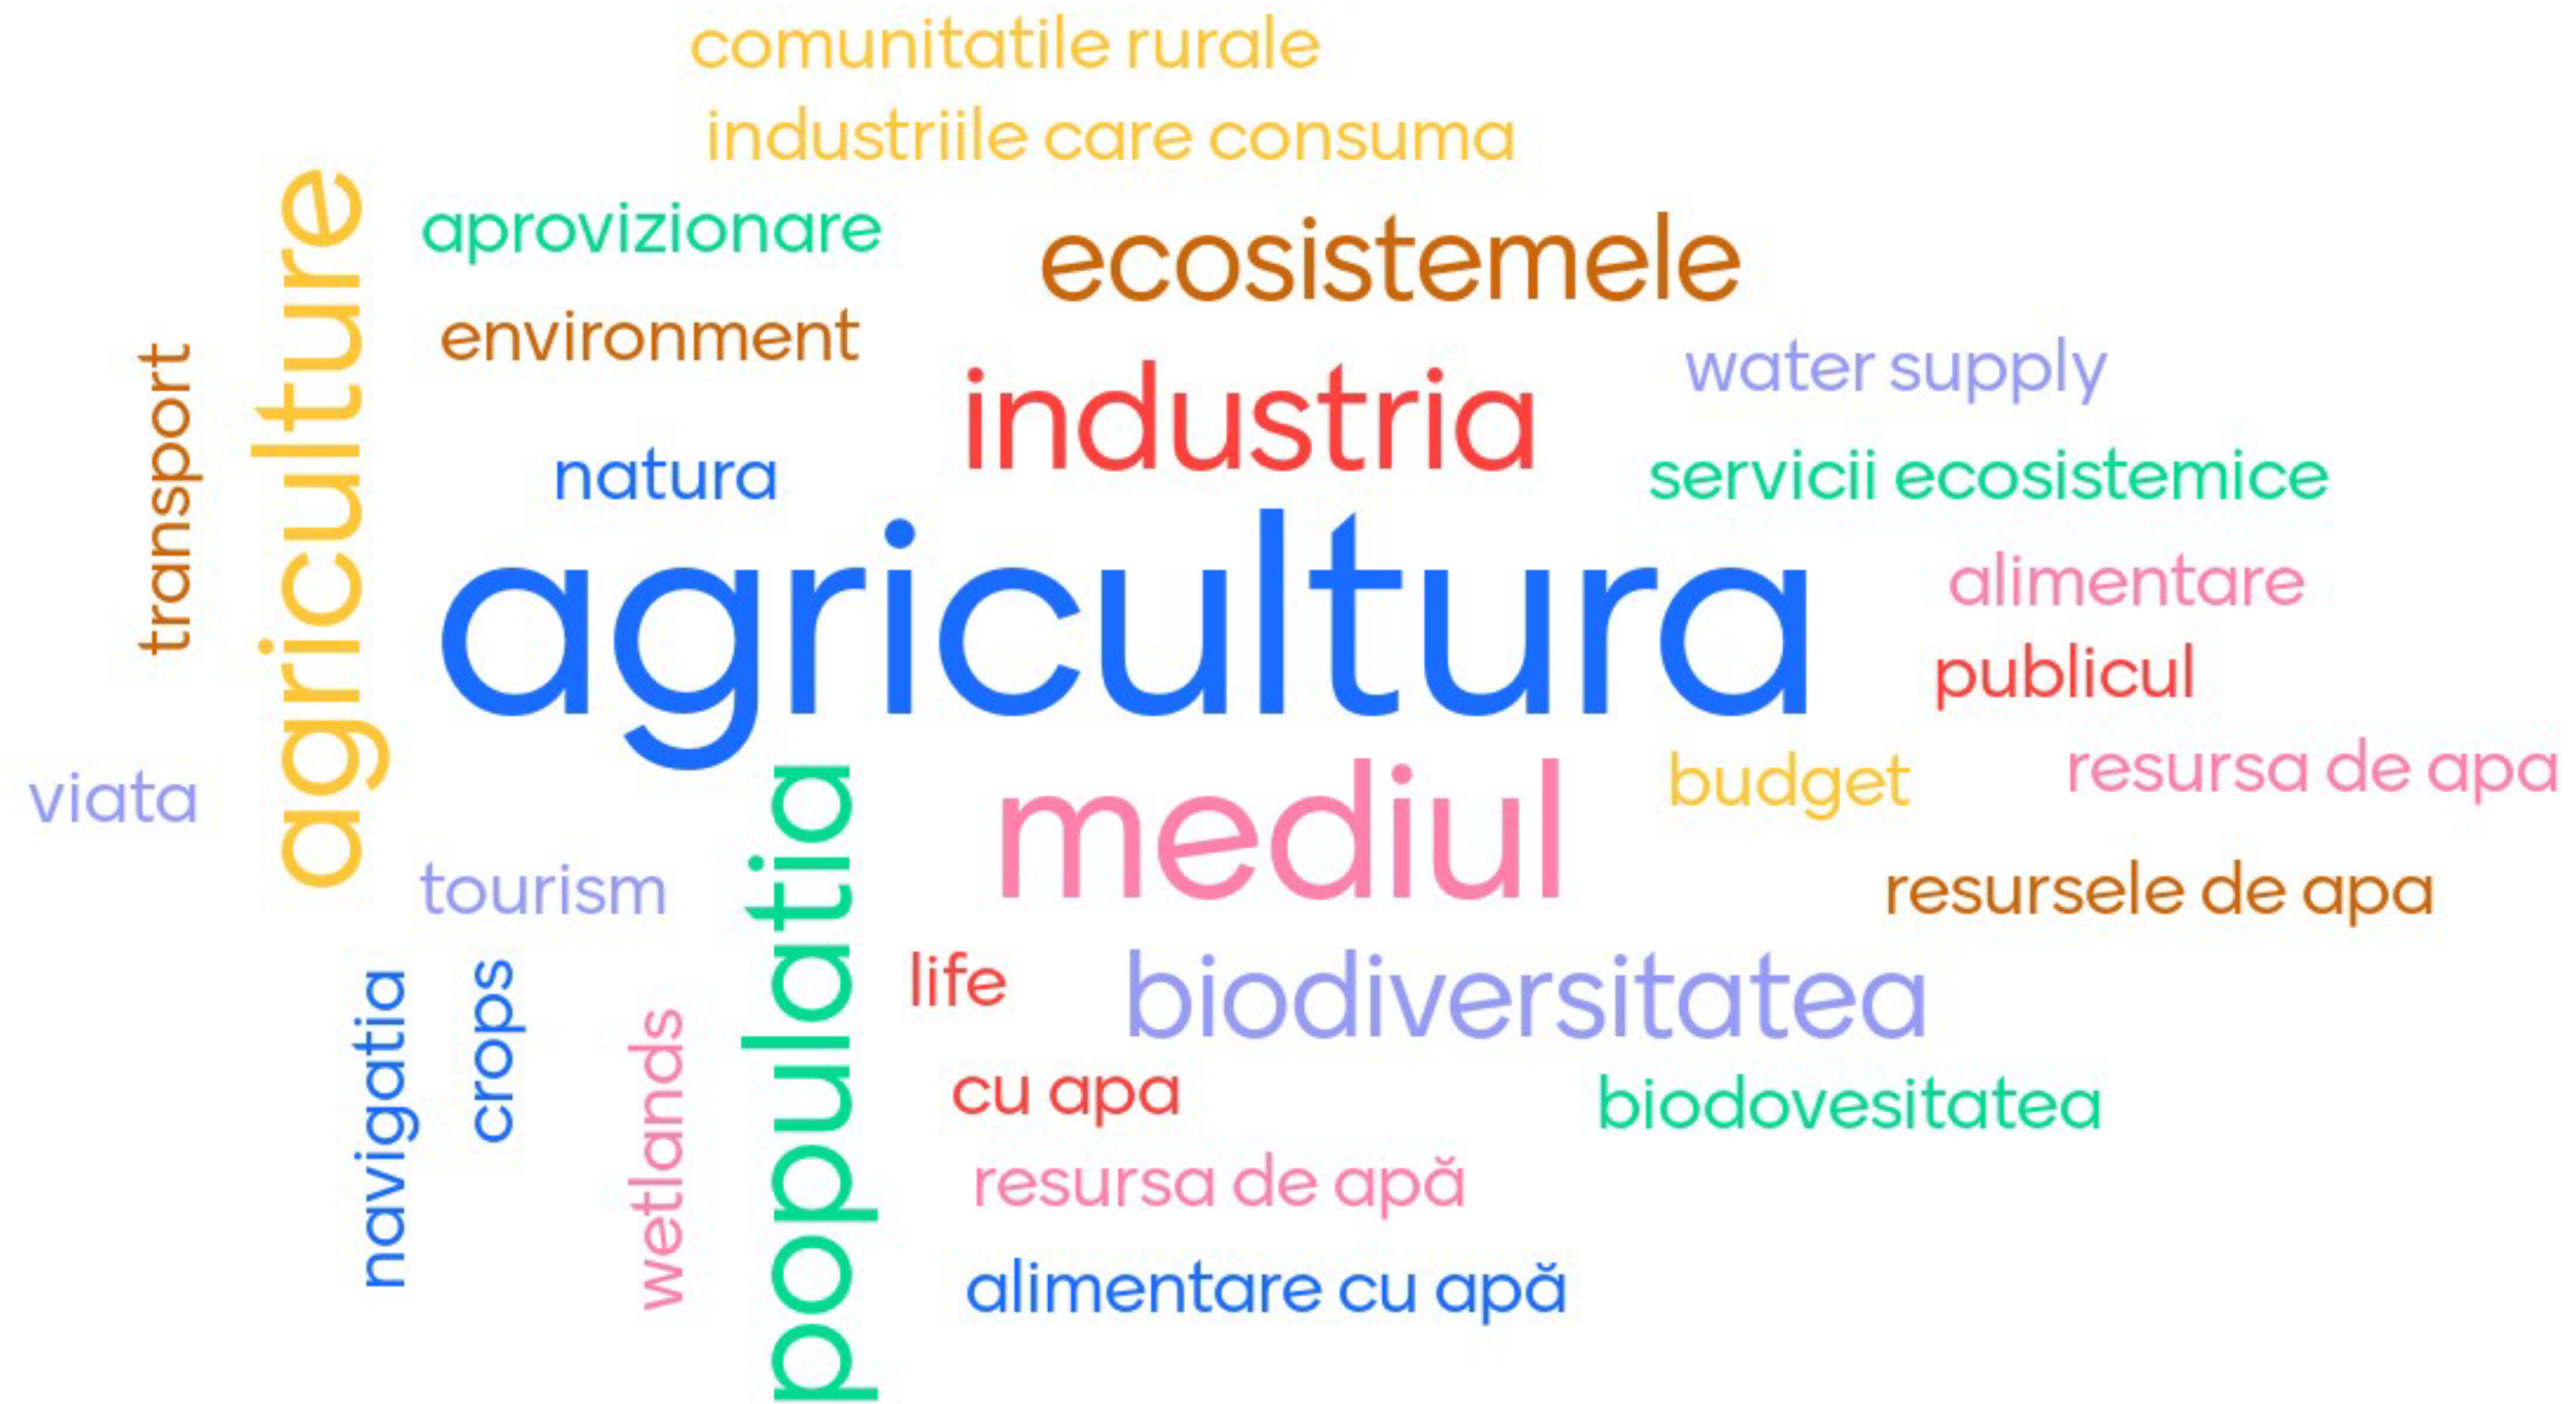 comunitatile rurale
industriile care consuma
aprovizionare
ecosistemele
agriculture
environment
water supply
transport
industria
natura
servicii ecosistemice
agricultura
alimentare
publicul
viata
mediul
budget
resursa de apa
tourism
populatia
resursele de apa
navigatia
crops
wetlands
life
biodiversitatea
cu apa
biodovesitatea
resursa de apă
alimentare cu apă